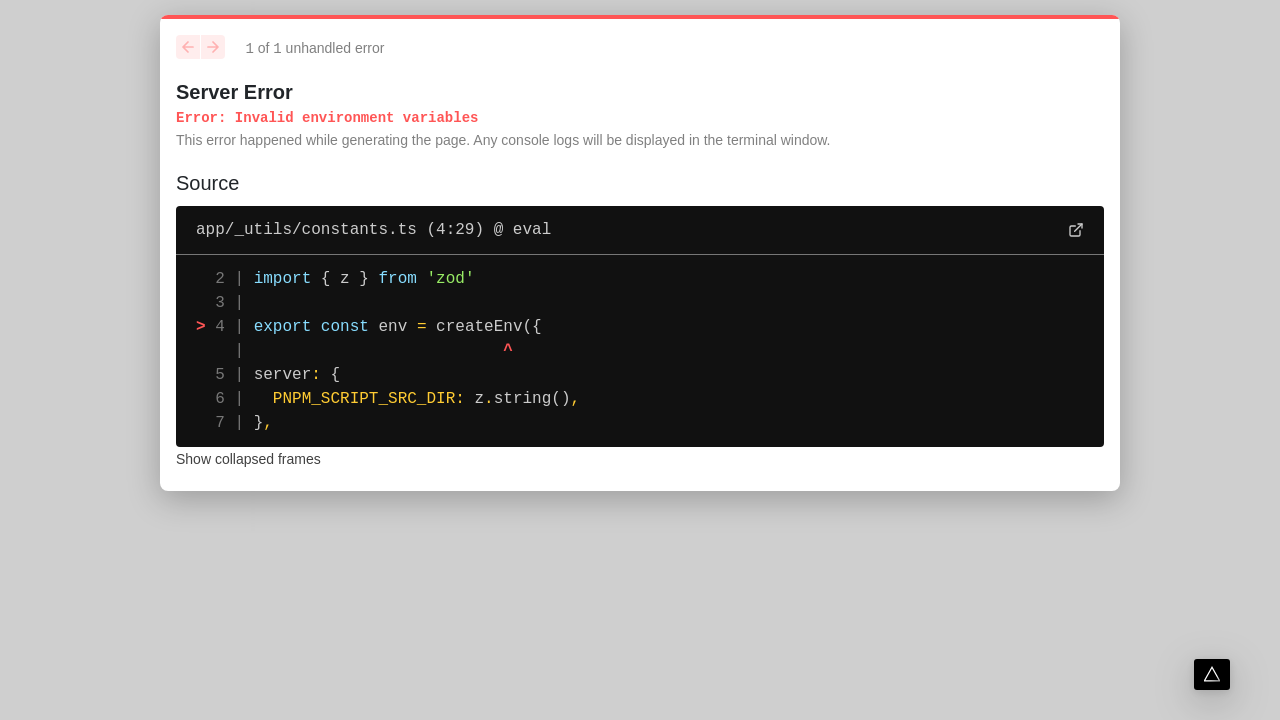 1 of 1 unhandled error
Server Error
Error: Invalid environment variables
This error happened while generating the page. Any console logs will be displayed in the terminal window.
Source
app/_utils/constants.ts (4:29) @ eval
2 | import { z } from 'zod'
3 |
> 4 | export const env = createEnv({
| ^
5 | server: {
6 |   PNPM_SCRIPT_SRC_DIR: z.string(),
7 | },
Show collapsed frames